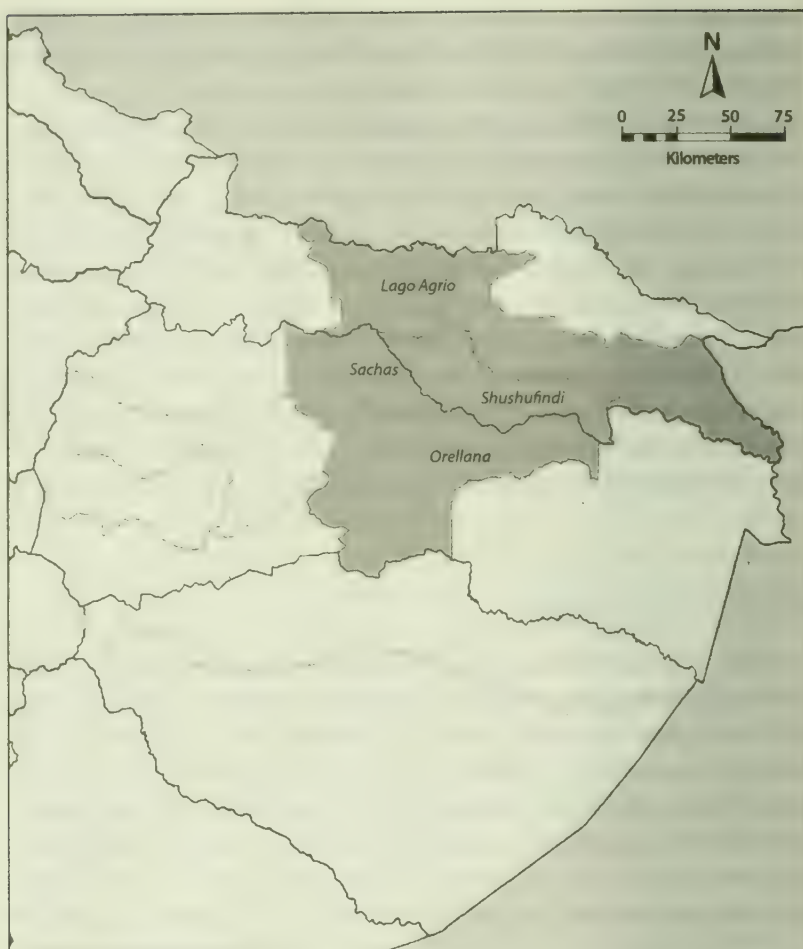 N
0 25 50 75
Kilometers
Lago Agrio
Sachas
Shushufindi
Orellana